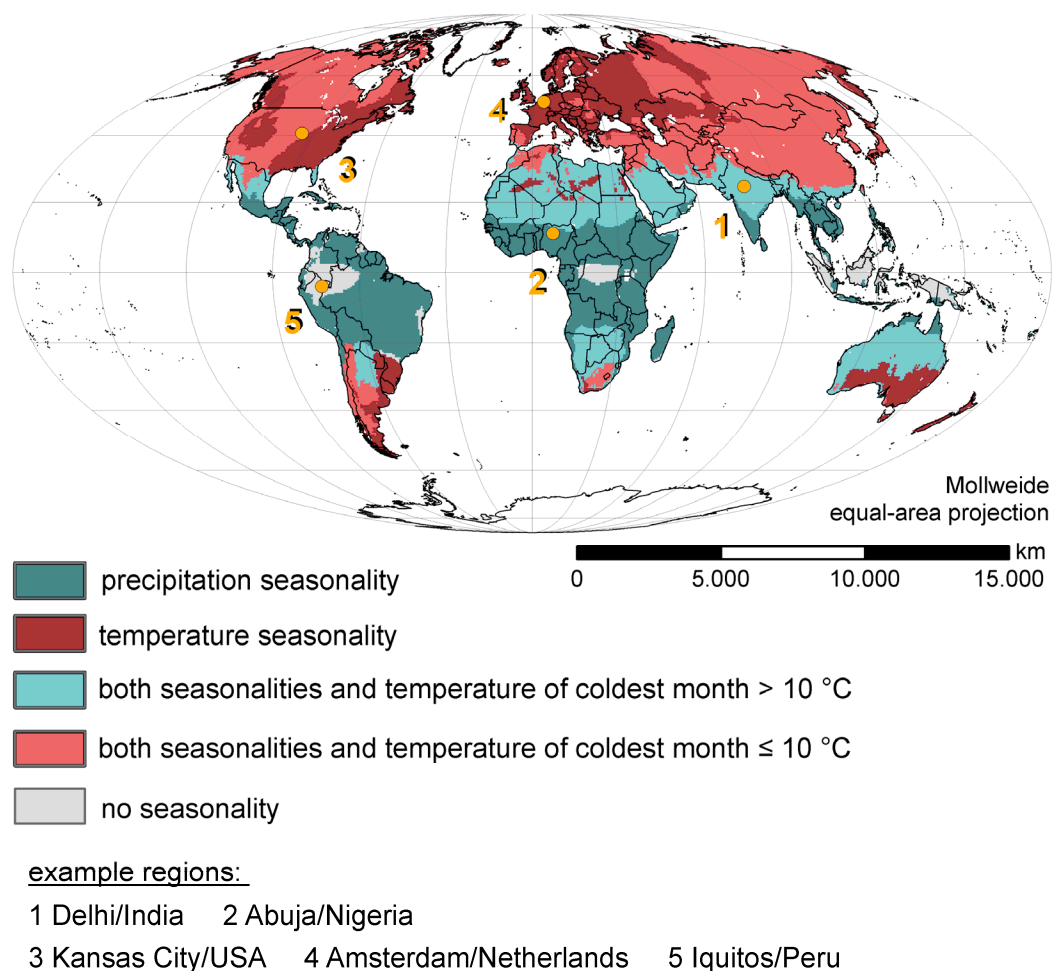 4
3
1
2
5
Mollweide
equal-area projection
km
0 5.000 10.000 15.000
precipitation seasonality
temperature seasonality
both seasonalities and temperature of coldest month > 10 °C
both seasonalities and temperature of coldest month ≤ 10 °C
no seasonality
example regions:
1 Delhi/India 2 Abuja/Nigeria
3 Kansas City/USA 4 Amsterdam/Netherlands 5 Iquitos/Peru